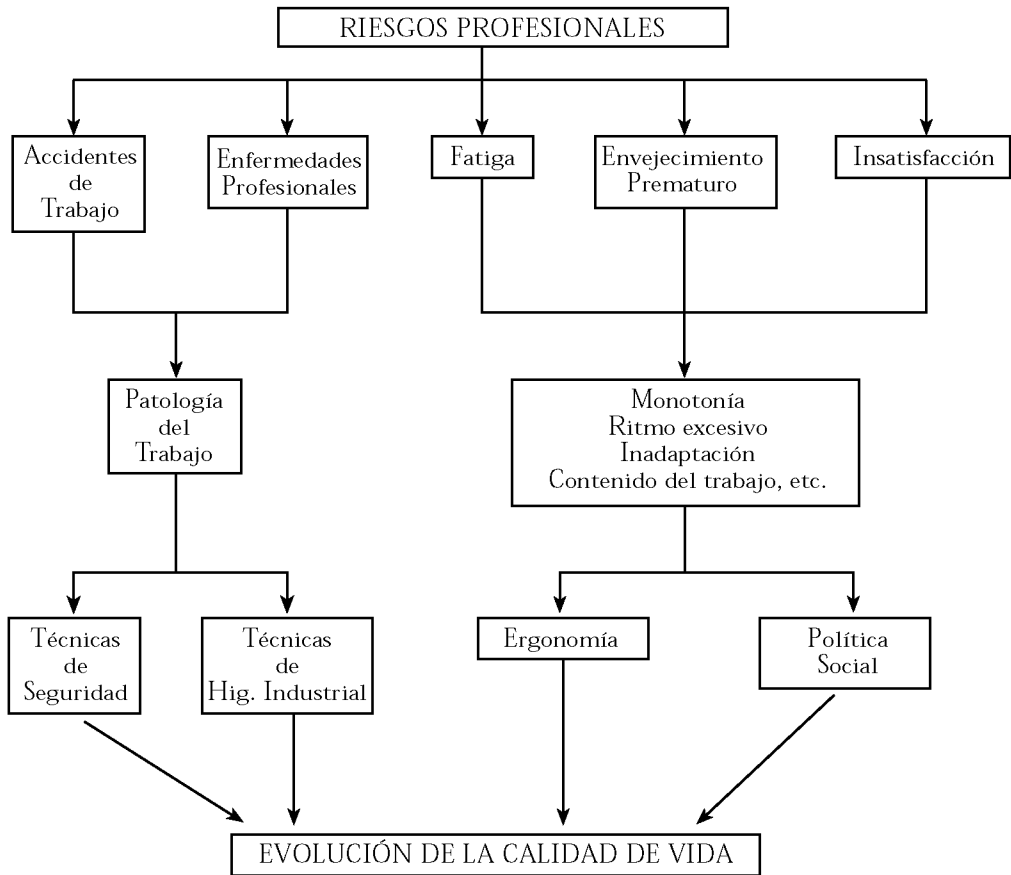 RIESGOS PROFESIONALES
Accidentes
de
Trabajo
Enfermedades
Profesionales
Fatiga
Envejecimiento
Prematuro
Insatisfacción
Patología
del
Trabajo
Monotonía
Ritmo excesivo
Inadaptación
Contenido del trabajo, etc.
Técnicas
de
Seguridad
Técnicas
de
Hig. Industrial
Ergonomía
Política
Social
EVOLUCIÓN DE LA CALIDAD DE VIDA